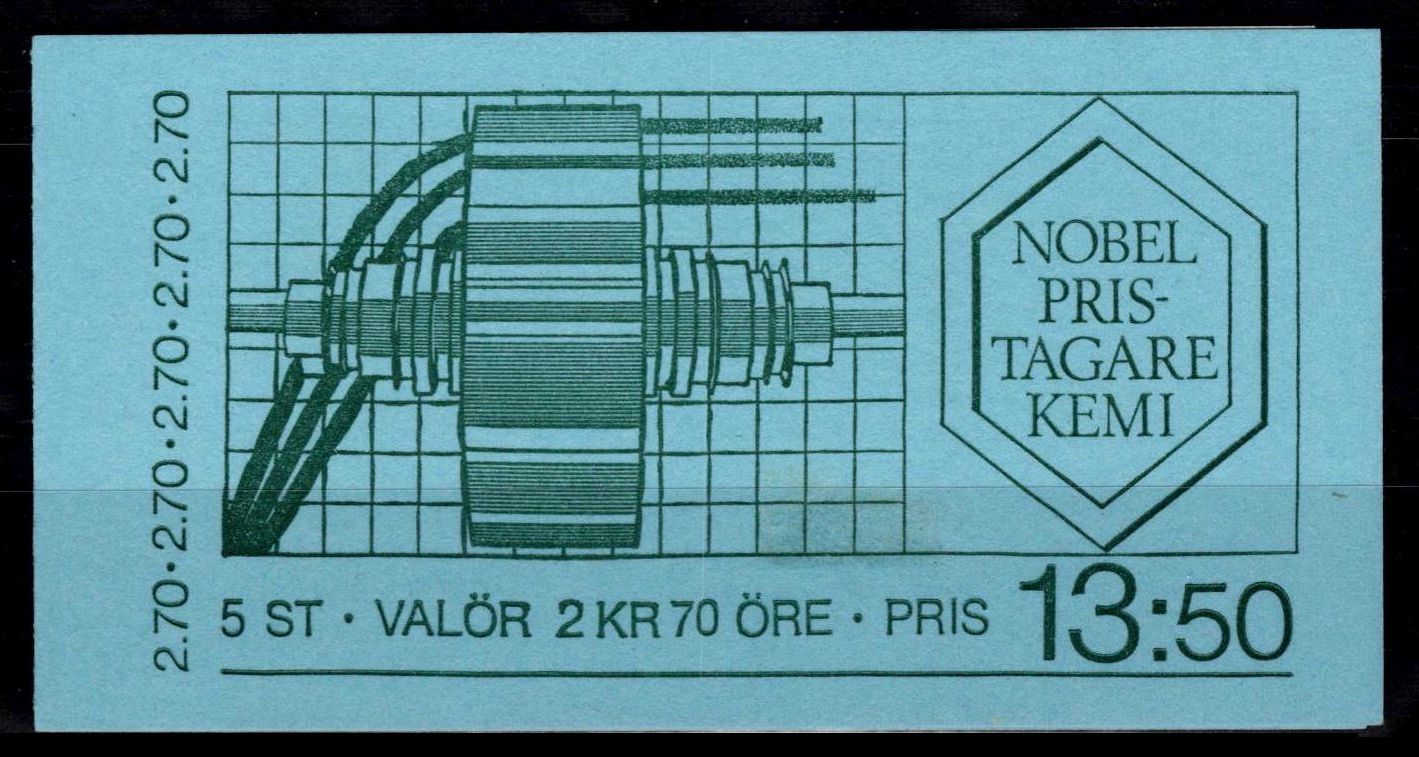 2.70·2.70·2.70·2.70·2.70
NOBEL
PRIS-
TAGARE
KEMI
5 ST · VALÖR 2 KR 70 ÖRE · PRIS 13:50